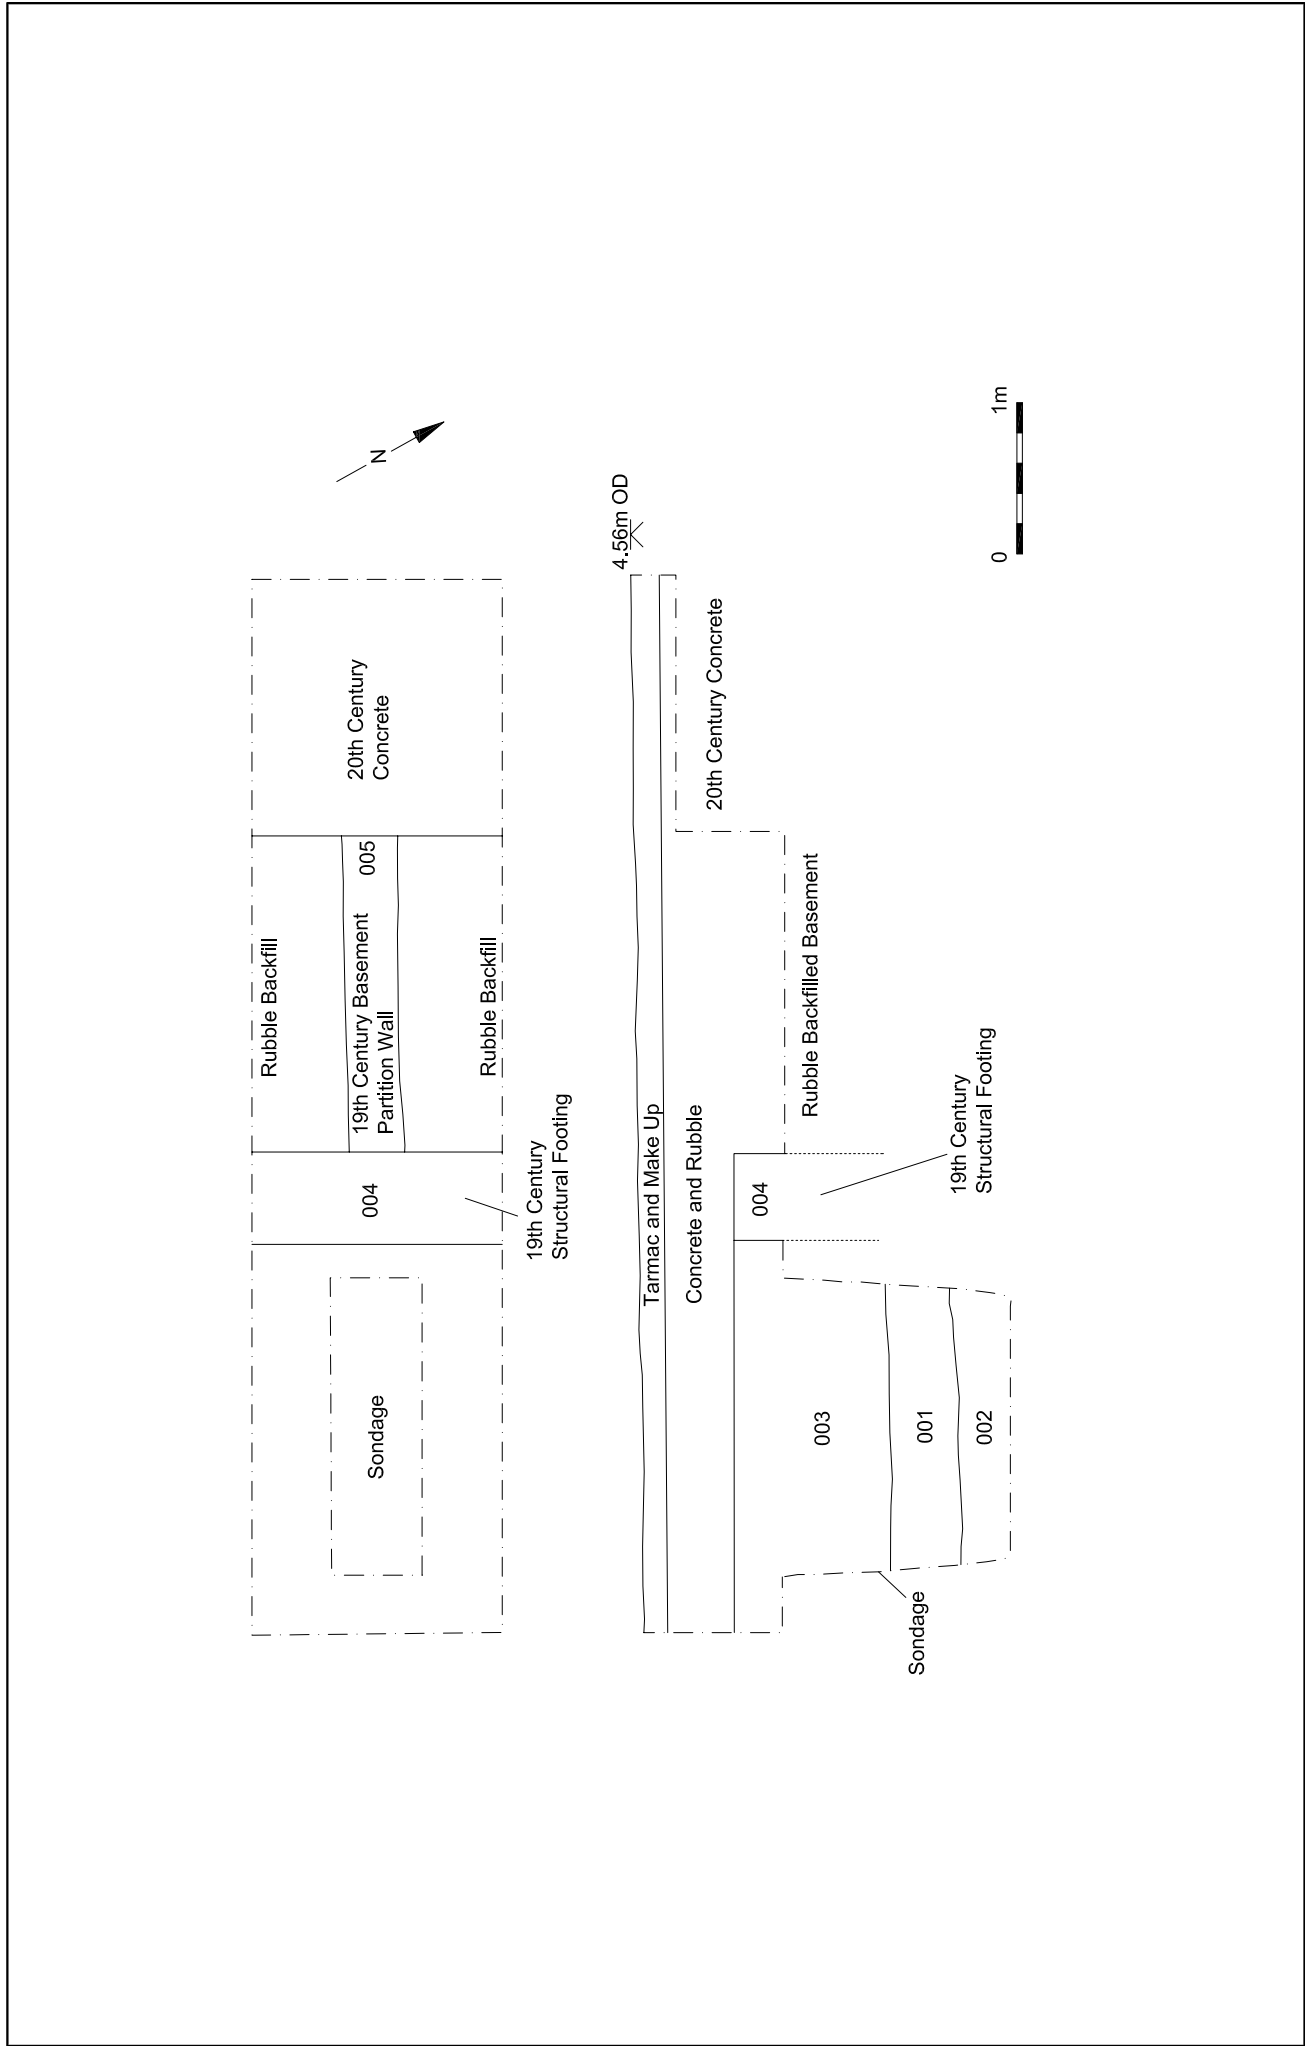 Rubble Backfill
Sondage
004
19th Century Basement
Partition Wall
005
20th Century
Concrete
Rubble Backfill
N
19th Century
Structural Footing
4.56m OD
Tarmac and Make Up
Concrete and Rubble
20th Century Concrete
004
Rubble Backfilled Basement
003
Sondage
001
002
19th Century
Structural Footing
0
1m